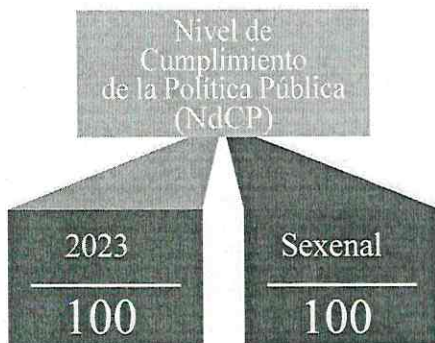 Nivel de
Cumplimiento
de la Política Pública
(NdCP)
2023
100
Sexenal
100